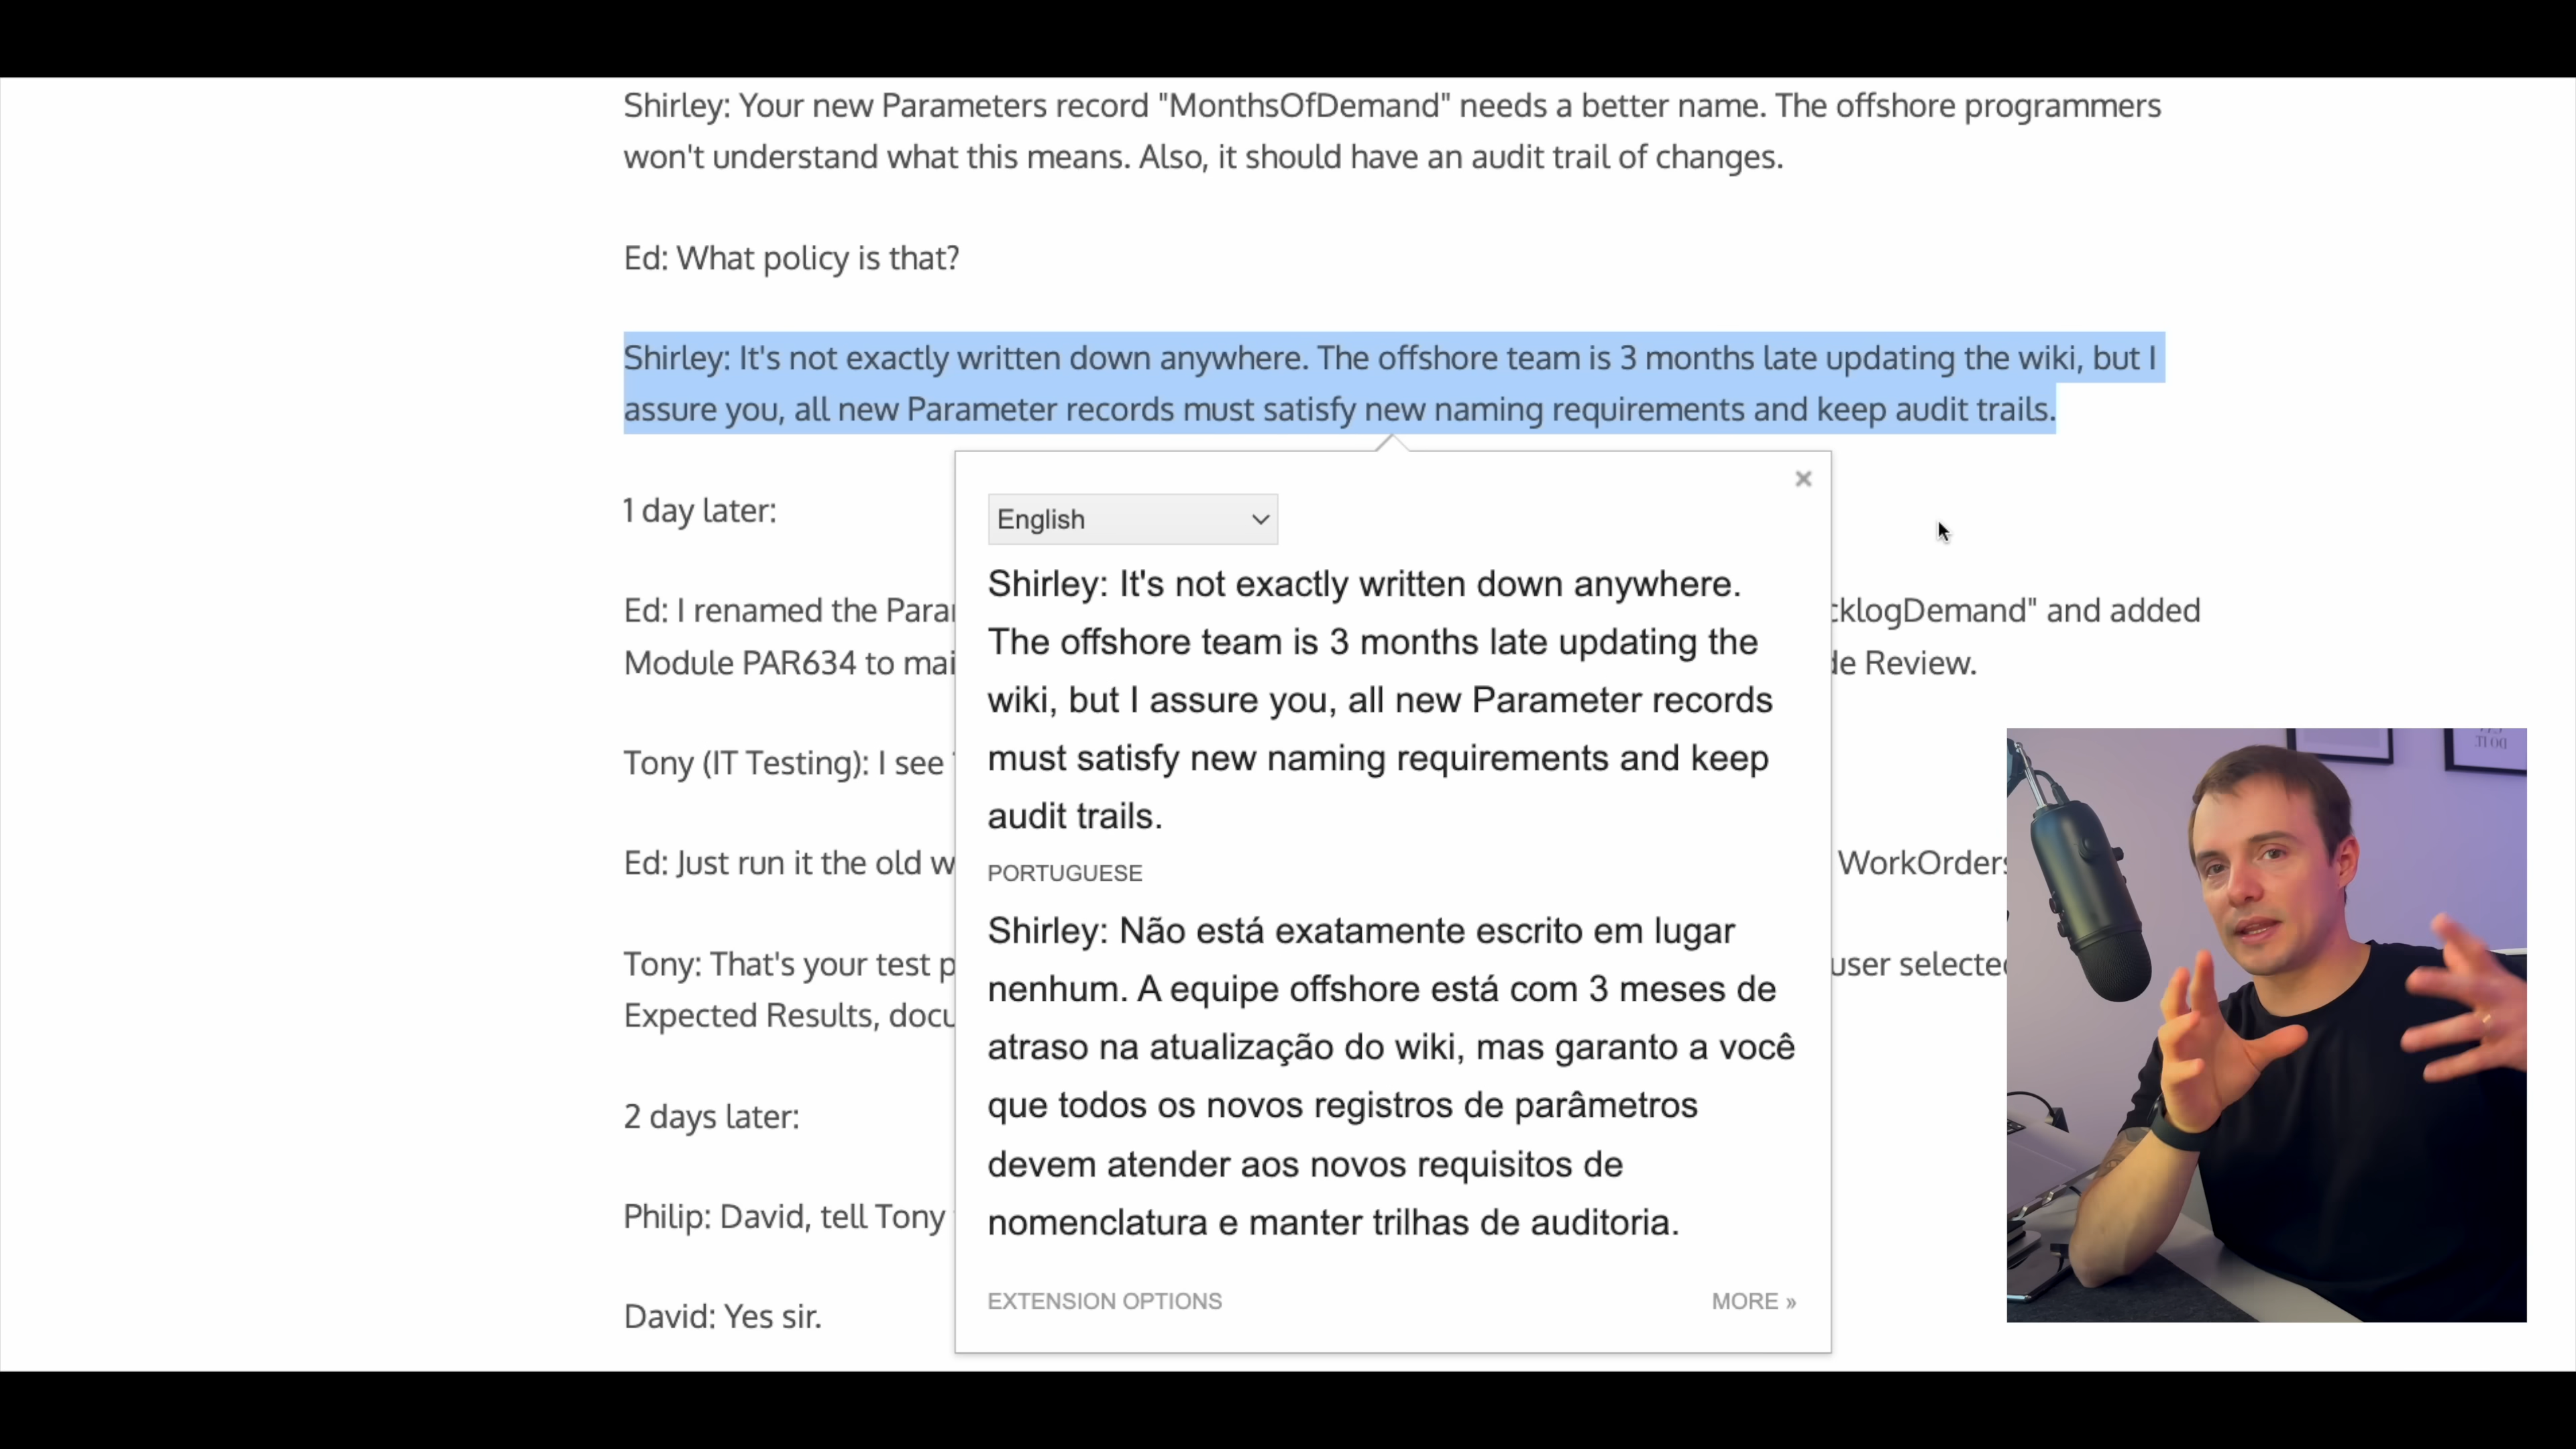 Shirley: Your new Parameters record "MonthsOfDemand" needs a better name. The offshore programmers
won't understand what this means. Also, it should have an audit trail of changes.
Ed: What policy is that?
Shirley: It's not exactly written down anywhere. The offshore team is 3 months late updating the wiki, but I
assure you, all new Parameter records must satisfy new naming requirements and keep audit trails.
1 day later:
English
Shirley: It's not exactly written down anywhere.
The offshore team is 3 months late updating the
wiki, but I assure you, all new Parameter records
must satisfy new naming requirements and keep
audit trails.
PORTUGUESE
Shirley: Não está exatamente escrito em lugar
nenhum. A equipe offshore está com 3 meses de
atraso na atualização do wiki, mas garanto a você
que todos os novos registros de parâmetros
devem atender aos novos requisitos de
nomenclatura e manter trilhas de auditoria.
EXTENSION OPTIONS
MORE »
Ed: I renamed the Para cklogDemand" and added
Module PAR634 to mai de Review.
Tony (IT Testing): I see
Ed: Just run it the old w WorkOrders
Tony: That's your test p user selected
Expected Results, docu
2 days later:
Philip: David, tell Tony
David: Yes sir.